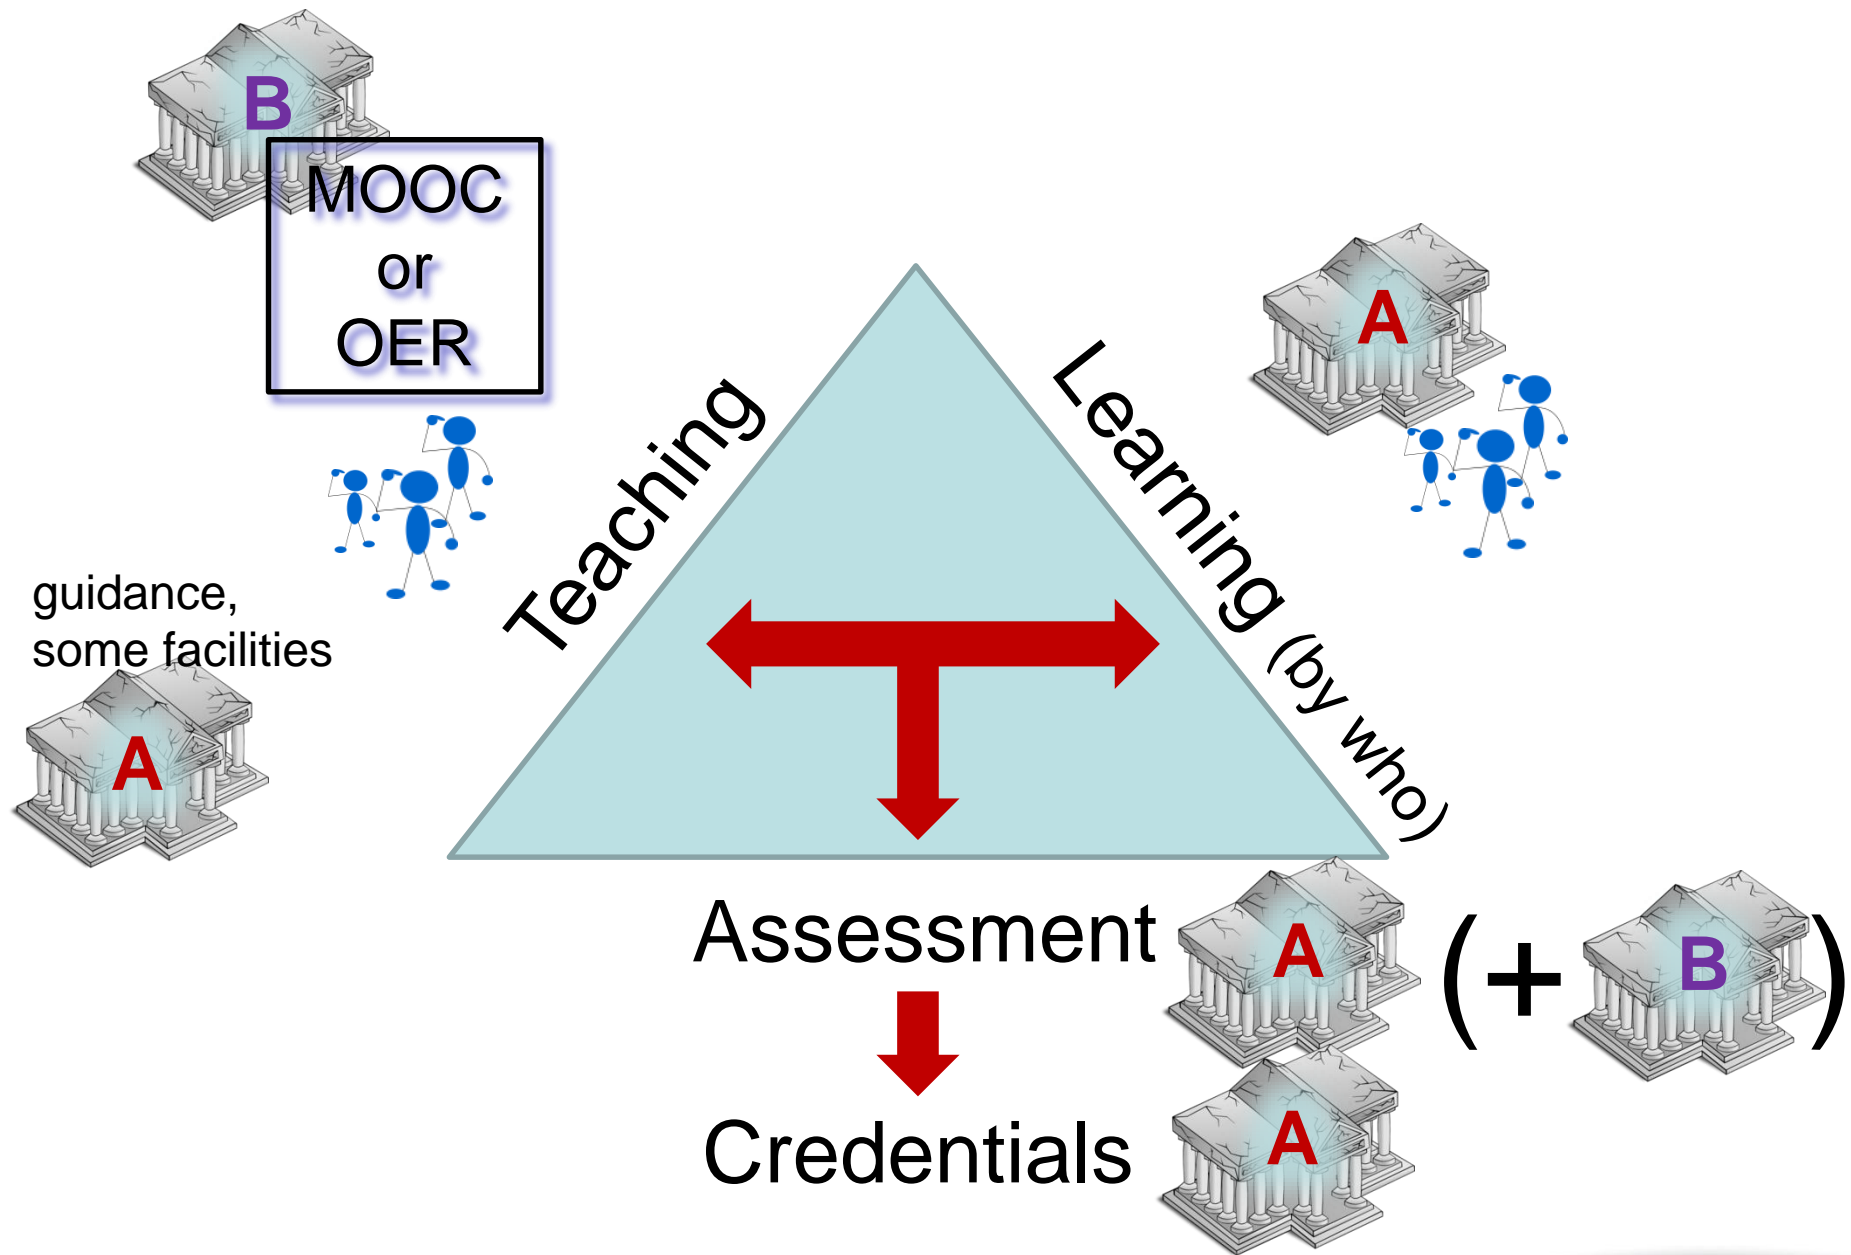 B
MOOC
or
OER
A
Teaching
Learning (by who)
guidance,
some facilities
A
Assessment A (+ B)
Credentials A